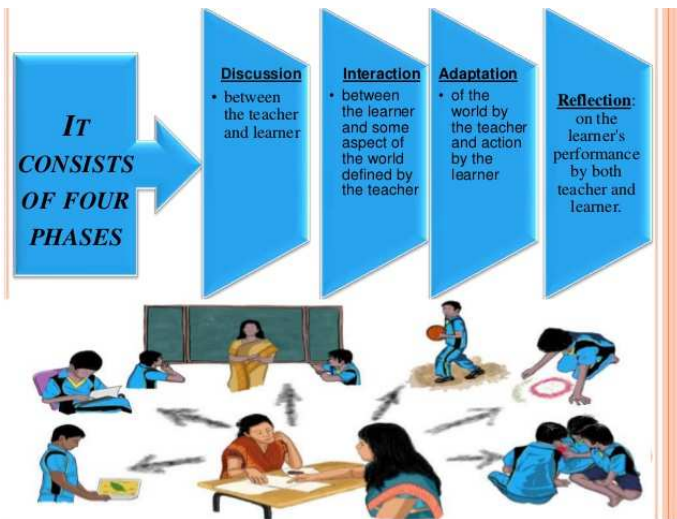 IT
CONSISTS
OF FOUR
PHASES
Discussion
• between
the teacher
and learner
Interaction
• between
the learner
and some
aspect of
the world
defined by
the teacher
Adaptation
• of the
world by
the teacher
and action
by the
learner
Reflection:
on the
learner's
performance
by both
teacher and
learner.